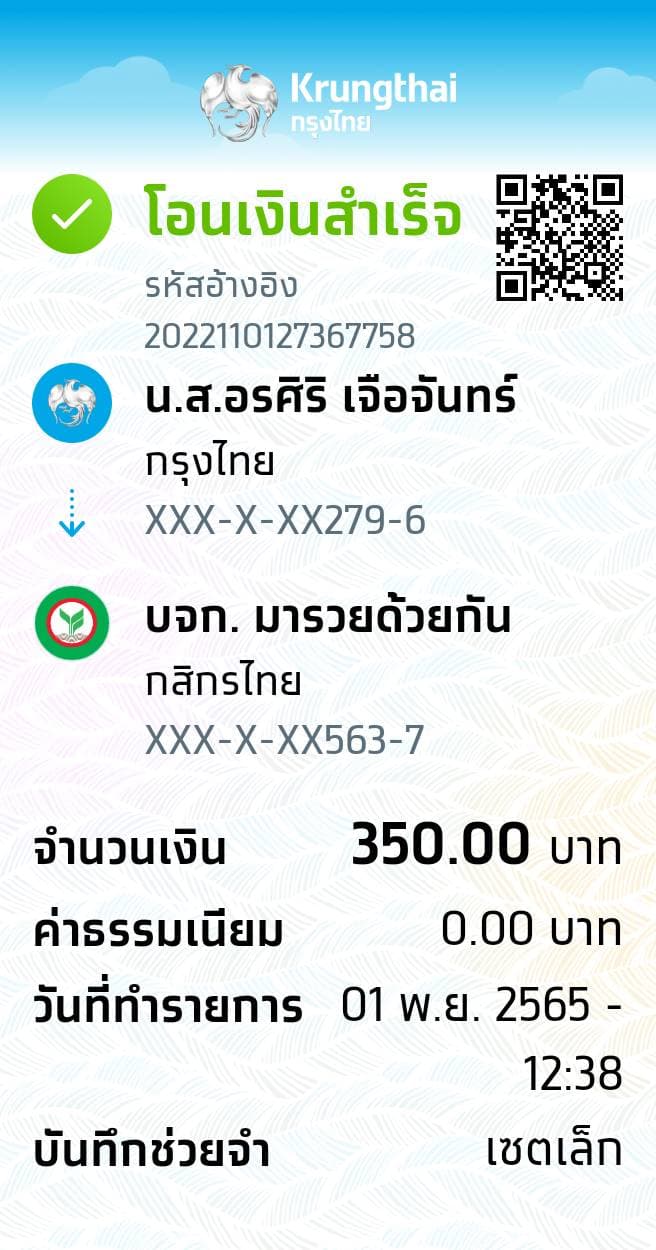 Krungthai
กรุงไทย
โอนเงินสำเร็จ
รหัสอ้างอิง
2022110127367758
น.ส.อรศิริ เจือจันทร์
กรุงไทย
XXX-X-XX279-6
บจก. มารวยด้วยกัน
กสิกรไทย
XXX-X-XX563-7
จำนวนเงิน 350.00 บาท
ค่าธรรมเนียม 0.00 บาท
วันที่ทำรายการ 01 พ.ย. 2565 -
12:38
บันทึกช่วยจำ เซตเล็ก